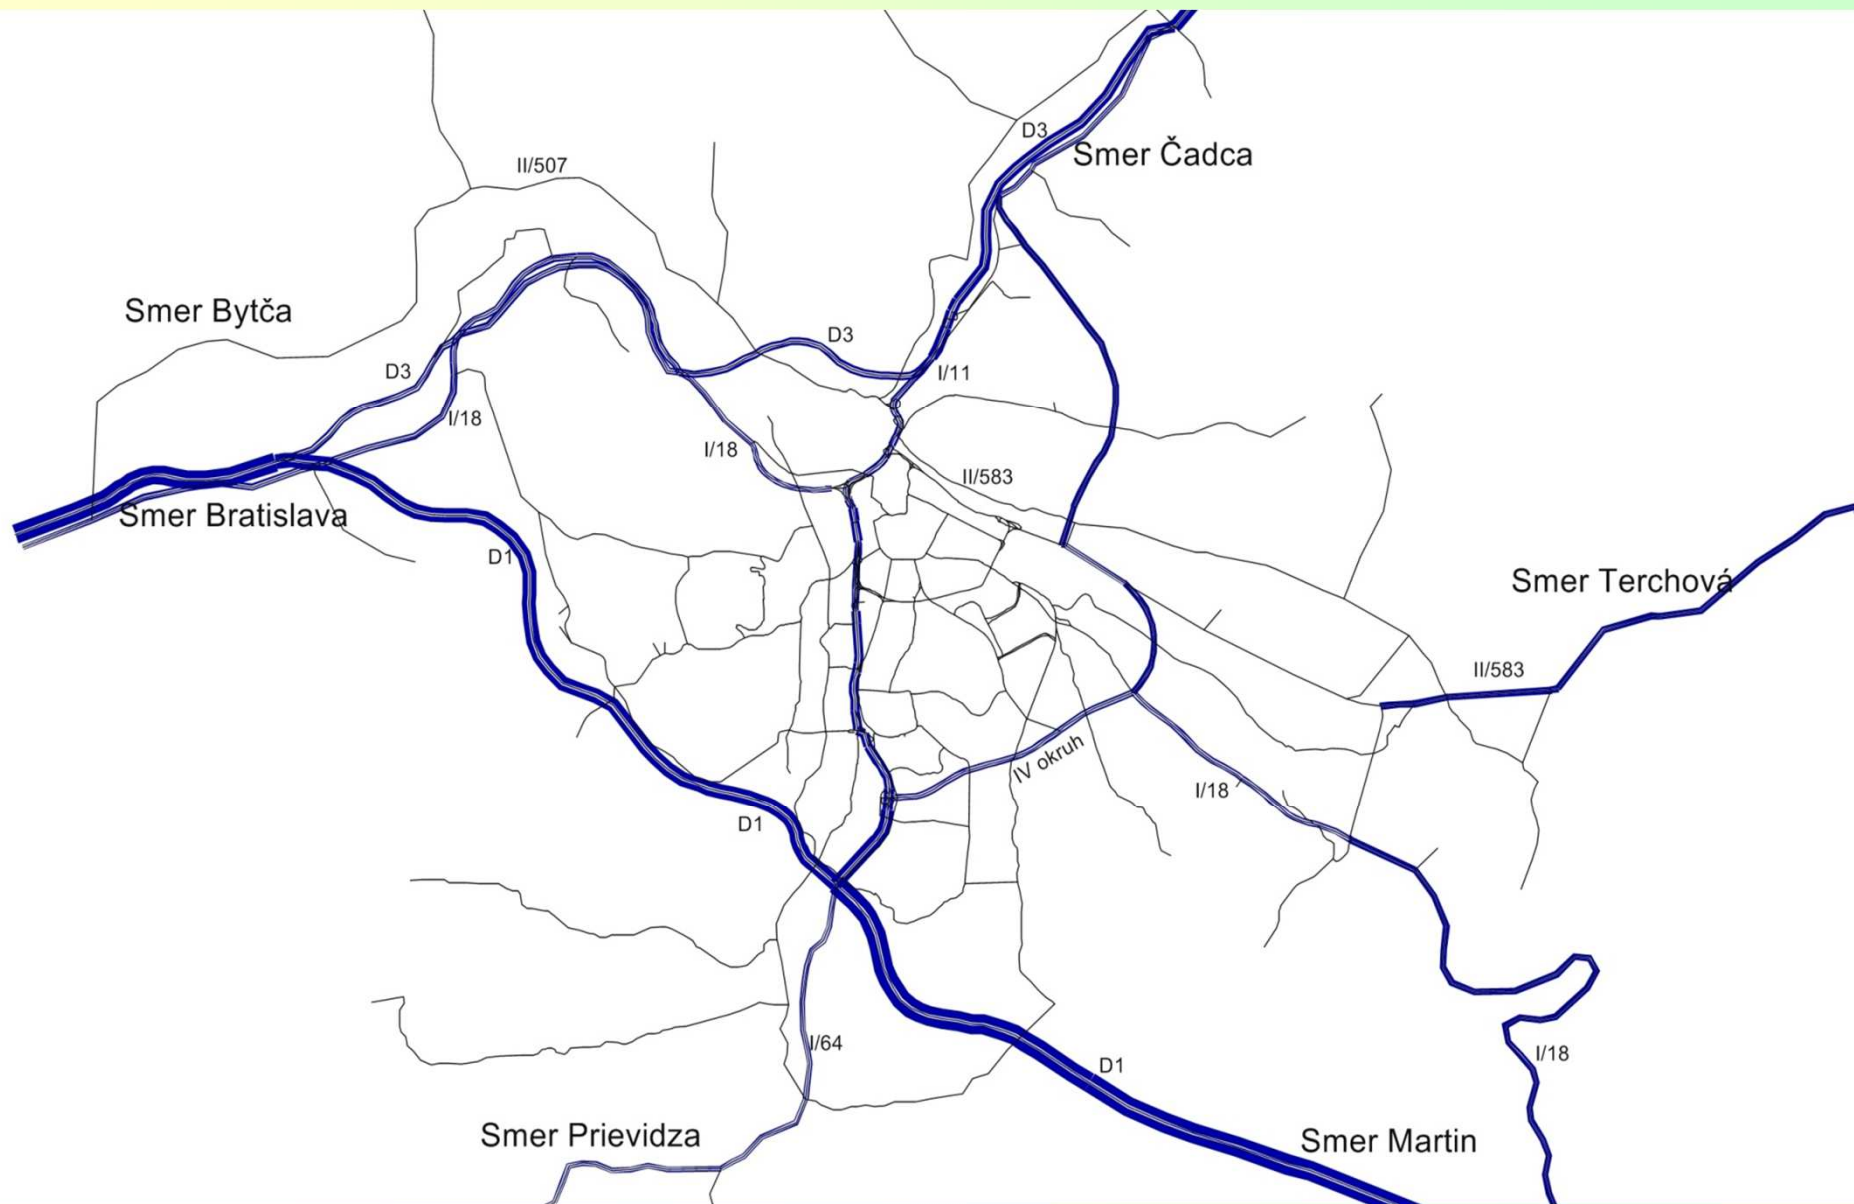 D3
Smer Čadca
II/507
Smer Bytča
D3
D3
I/11
I/18
I/18
II/583
Smer Bratislava
D1
Smer Terchová
II/583
IV okruh
I/18
D1
I/64
I/18
D1
Smer Prievidza
Smer Martin